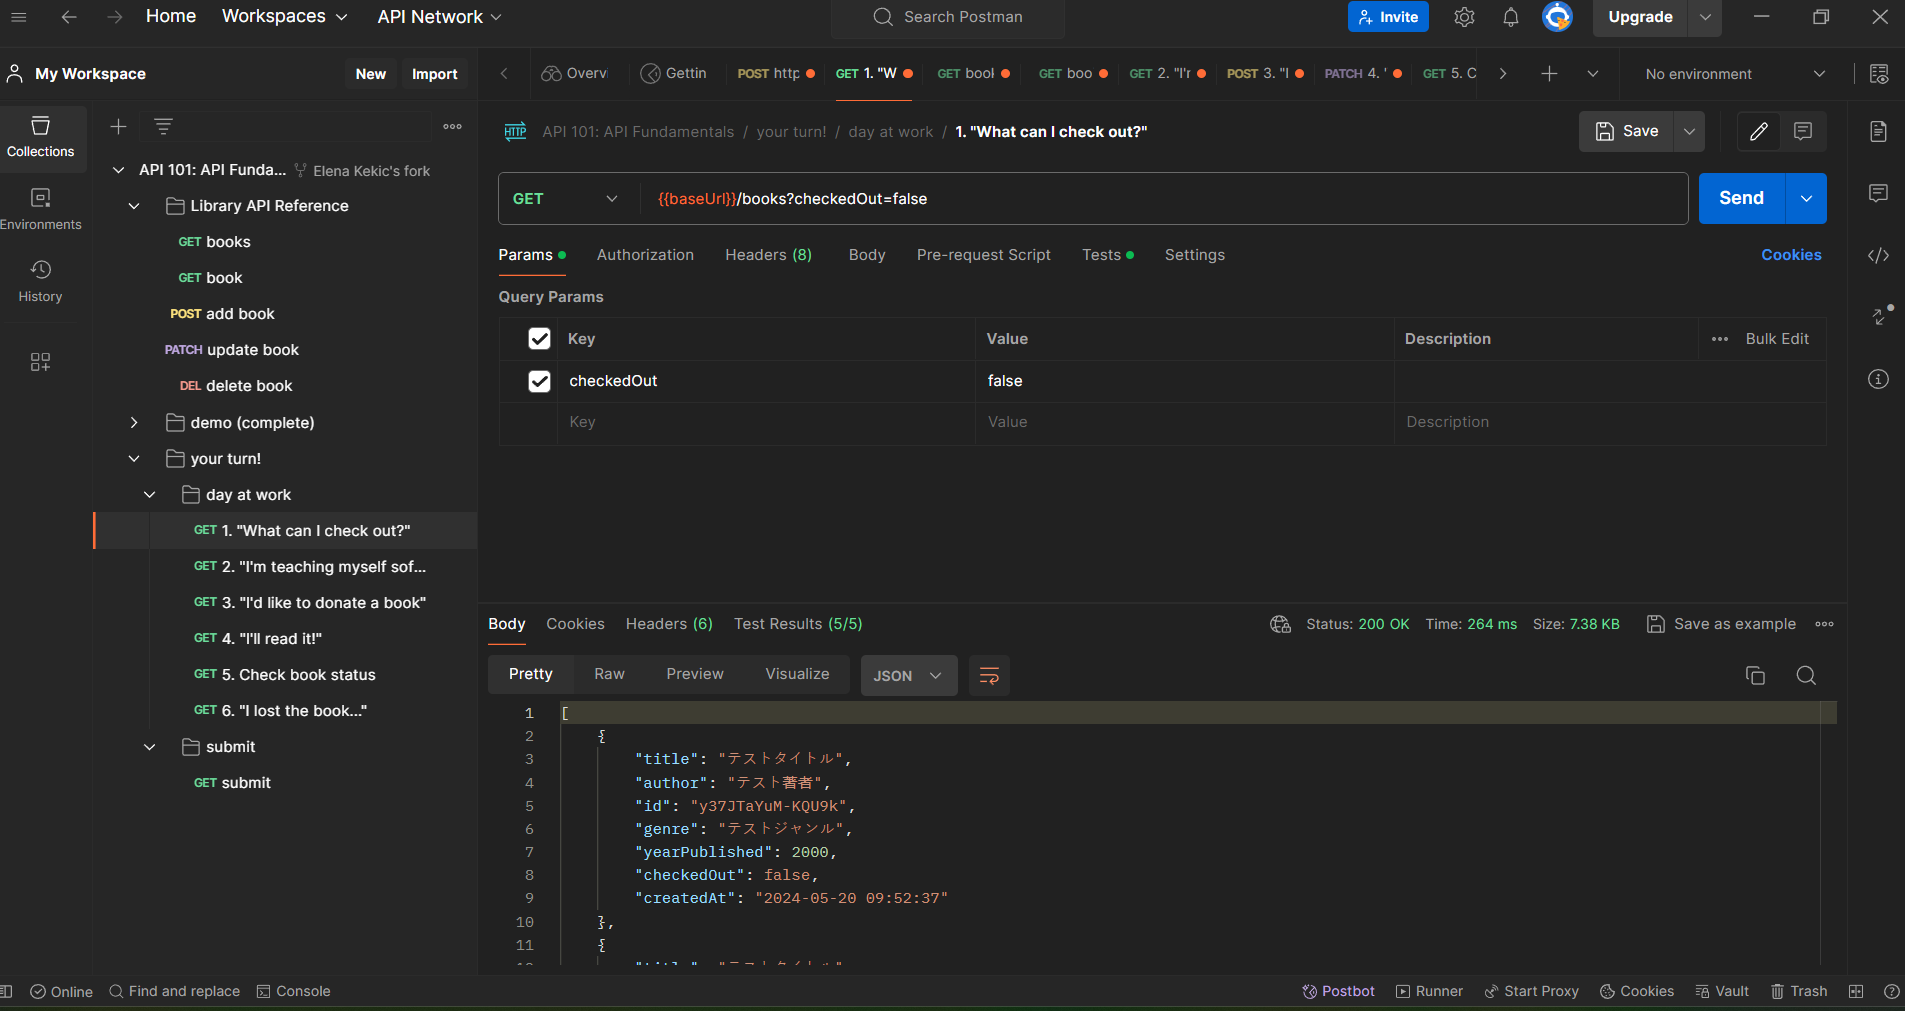 Home Workspaces API Network Search Postman Invite Upgrade
My Workspace New Import Overvi Gettin POST http GET 1. "W GET book GET boo GET 2. "I'r POST 3. "I PATCH 4. ' GET 5. C No environment
Collections
Environments
History
API 101: API Funda... Elena Kekic's fork
Library API Reference
GET books
GET book
POST add book
PATCH update book
DEL delete book
demo (complete)
your turn!
day at work
GET 1. "What can I check out?"
GET 2. "I'm teaching myself sof...
GET 3. "I'd like to donate a book"
GET 4. "I'll read it!"
GET 5. Check book status
GET 6. "I lost the book..."
submit
GET submit
HTTP API 101: API Fundamentals / your turn! / day at work / 1. "What can I check out?" Save
GET {{baseUrl}}/books?checkedOut=false Send
Params Authorization Headers (8) Body Pre-request Script Tests Settings Cookies
Query Params
Key Value Description Bulk Edit
checkedOut false
Key Value Description
Body Cookies Headers (6) Test Results (5/5) Status: 200 OK Time: 264 ms Size: 7.38 KB Save as example
Pretty Raw Preview Visualize JSON
1 [
2 {
3 "title": "テストタイトル",
4 "author": "テスト著者",
5 "id": "y37JTaYuM-KQU9k",
6 "genre": "テストジャンル",
7 "yearPublished": 2000,
8 "checkedOut": false,
9 "createdAt": "2024-05-20 09:52:37"
10 },
11 {
Online Find and replace Console Postbot Runner Start Proxy Cookies Vault Trash